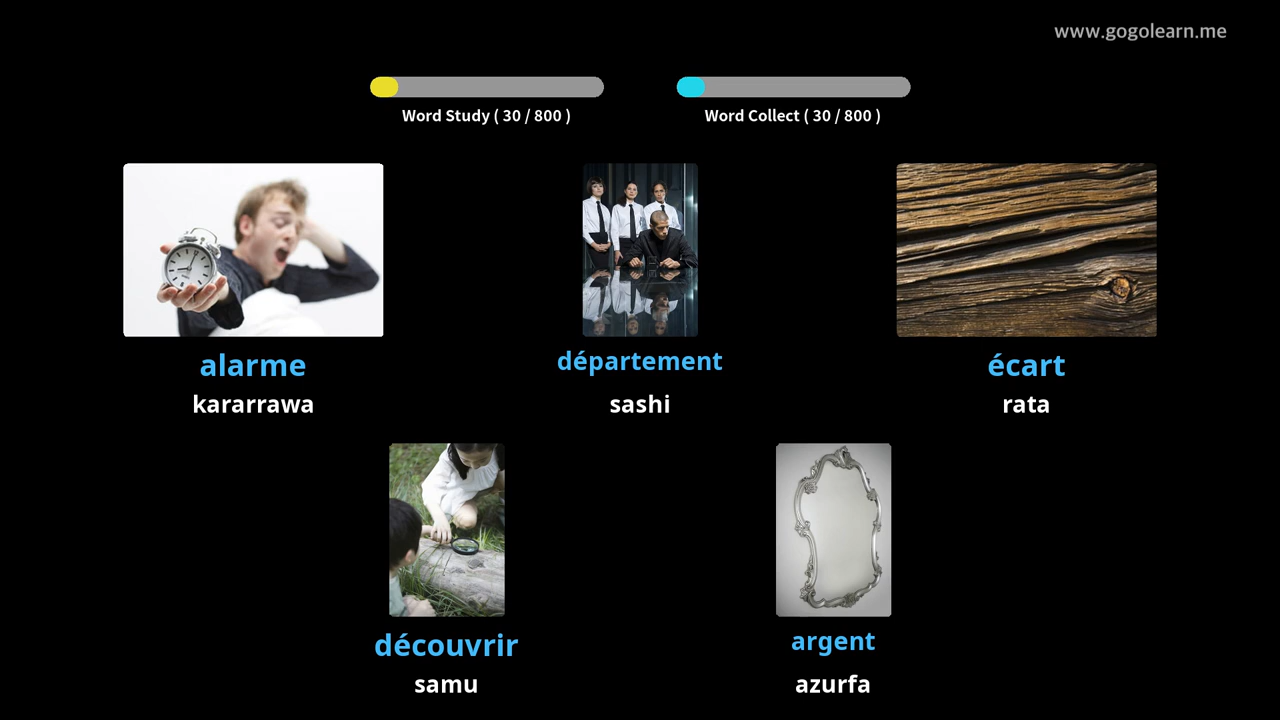 www.gogolearn.me
Word Study ( 30 / 800 )
Word Collect ( 30 / 800 )
alarme
kararrawa
département
sashi
écart
rata
découvrir
samu
argent
azurfa